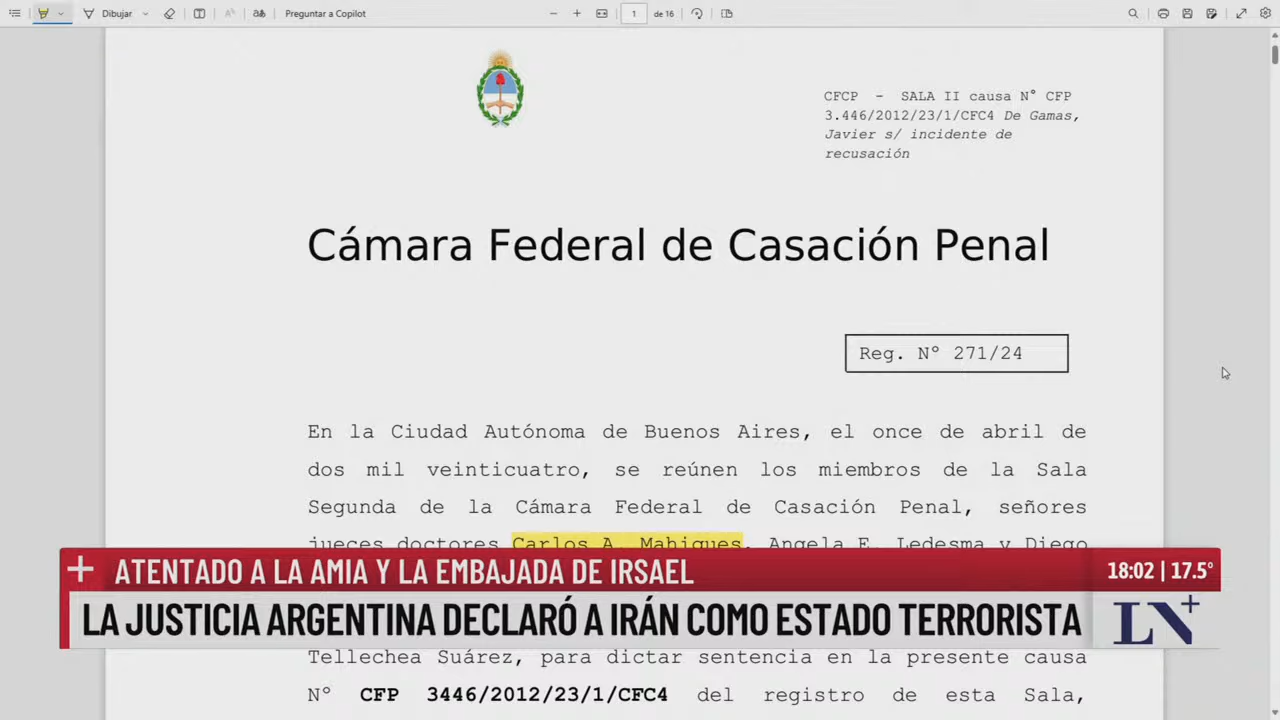 Dibujar
Preguntar a Copilot
1 de 16
CFCP - SALA II causa N° CFP
3.446/2012/23/1/CFC4 De Gamas,
Javier s/ incidente de
recusación
Cámara Federal de Casación Penal
Reg. N° 271/24
En la Ciudad Autónoma de Buenos Aires, el once de abril de
dos mil veinticuatro, se reúnen los miembros de la Sala
Segunda de la Cámara Federal de Casación Penal, señores
jueces doctores Carlos A. Mahiques, Angela E. Ledesma y Diego
ATENTADO A LA AMIA Y LA EMBAJADA DE IRSAEL
18:02 | 17.5°
LA JUSTICIA ARGENTINA DECLARÓ A IRÁN COMO ESTADO TERRORISTA
LN+
Tellechea Suárez, para dictar sentencia en la presente causa
N° CFP 3446/2012/23/1/CFC4 del registro de esta Sala,